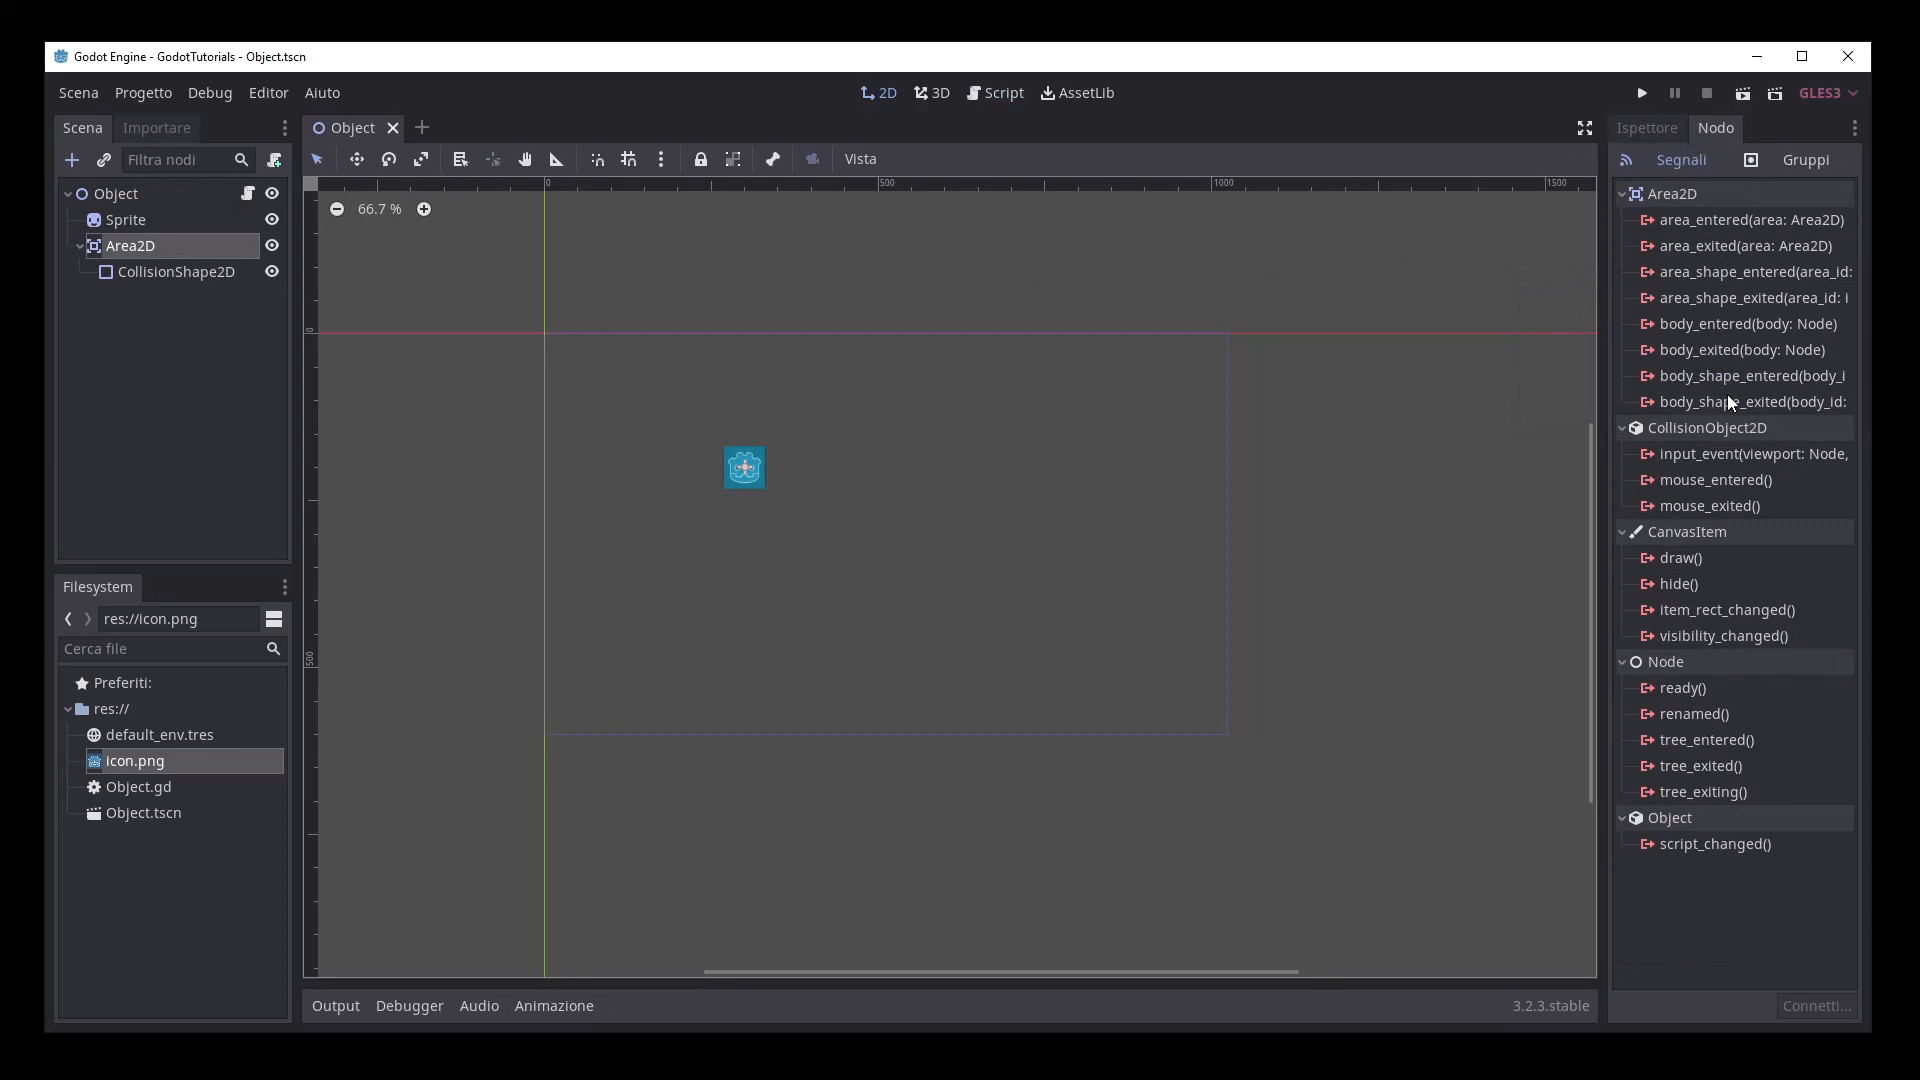 Godot Engine - GodotTutorials - Object.tscn
Scena Progetto Debug Editor Aiuto
2D 3D Script AssetLib
GLES3
Scena Importare
Filtra nodi
Object
Sprite
Area2D
CollisionShape2D
Filesystem
res://icon.png
Cerca file
Preferiti:
res://
default_env.tres
icon.png
Object.gd
Object.tscn
Object
Vista
0 500 1000 1500
66.7 %
0
500
Output Debugger Audio Animazione 3.2.3.stable
Ispettore Nodo
Segnali Gruppi
Area2D
area_entered(area: Area2D)
area_exited(area: Area2D)
area_shape_entered(area_id:
area_shape_exited(area_id: i
body_entered(body: Node)
body_exited(body: Node)
body_shape_entered(body_i
body_shape_exited(body_id:
CollisionObject2D
input_event(viewport: Node,
mouse_entered()
mouse_exited()
CanvasItem
draw()
hide()
item_rect_changed()
visibility_changed()
Node
ready()
renamed()
tree_entered()
tree_exited()
tree_exiting()
Object
script_changed()
Connetti...